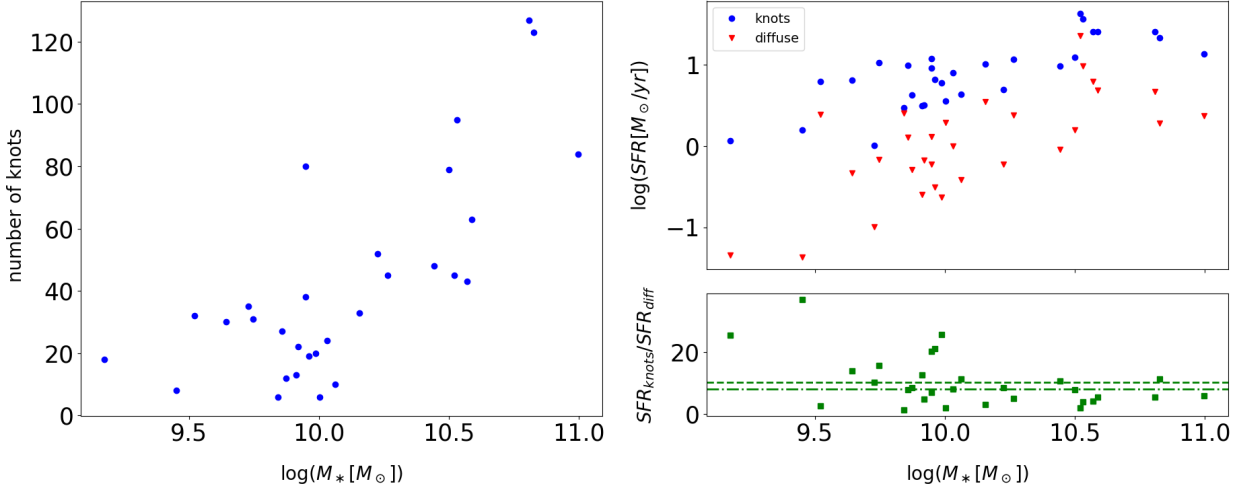 120
100
80
60
40
20
0
number of knots
9.5 10.0 10.5 11.0
log(M∗[M⊙])
knots
diffuse
1
0
−1
log(SFR[M⊙/yr])
20
0
SFR_knots/SFR_diff
9.5 10.0 10.5 11.0
log(M∗[M⊙])